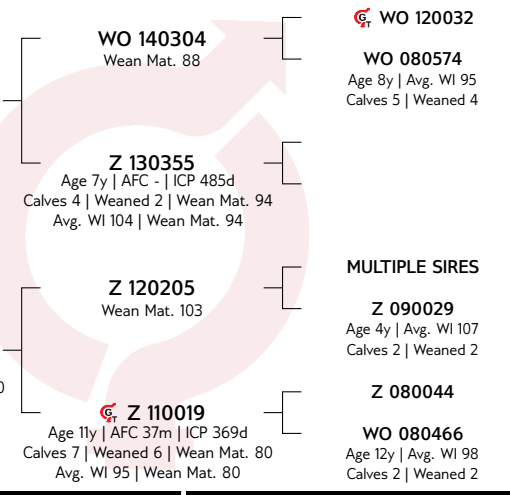 WO 140304
Wean Mat. 88
Z 130355
Age 7y | AFC - | ICP 485d
Calves 4 | Weaned 2 | Wean Mat. 94
Avg. WI 104 | Wean Mat. 94
Z 120205
Wean Mat. 103
0
GT Z 110019
Age 11y | AFC 37m | ICP 369d
Calves 7 | Weaned 6 | Wean Mat. 80
Avg. WI 95 | Wean Mat. 80
GT WO 120032
WO 080574
Age 8y | Avg. WI 95
Calves 5 | Weaned 4
MULTIPLE SIRES
Z 090029
Age 4y | Avg. WI 107
Calves 2 | Weaned 2
Z 080044
WO 080466
Age 12y | Avg. WI 98
Calves 2 | Weaned 2